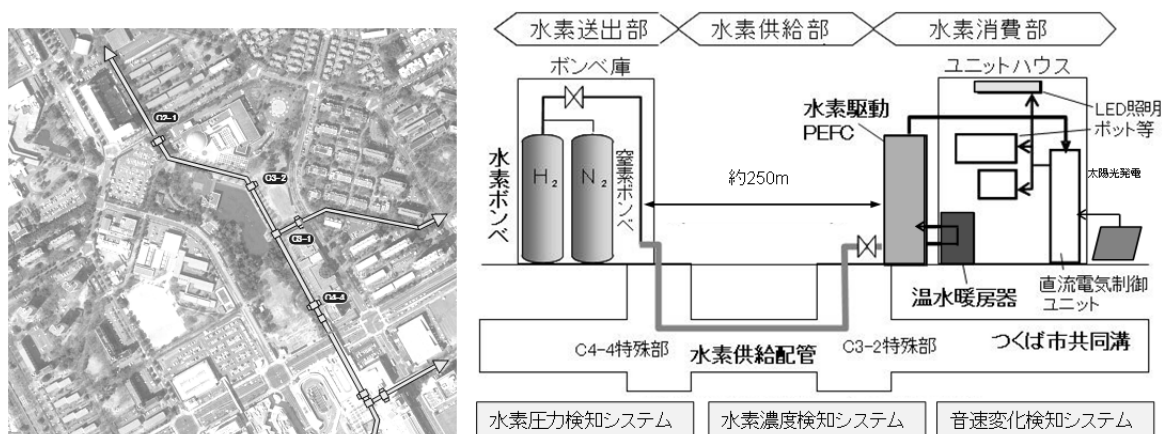 C2-1
C3-2
C3-1
C4-4
水素送出部
水素供給部
水素消費部
ボンベ庫
ユニットハウス
LED照明
ポット等
水素駆動
PEFC
水素ボンベ
H2
N2
窒素ボンベ
約250m
太陽光発電
直流電気制御
ユニット
温水暖房器
C4-4特殊部
水素供給配管
C3-2特殊部
つくば市共同溝
水素圧力検知システム
水素濃度検知システム
音速変化検知システム